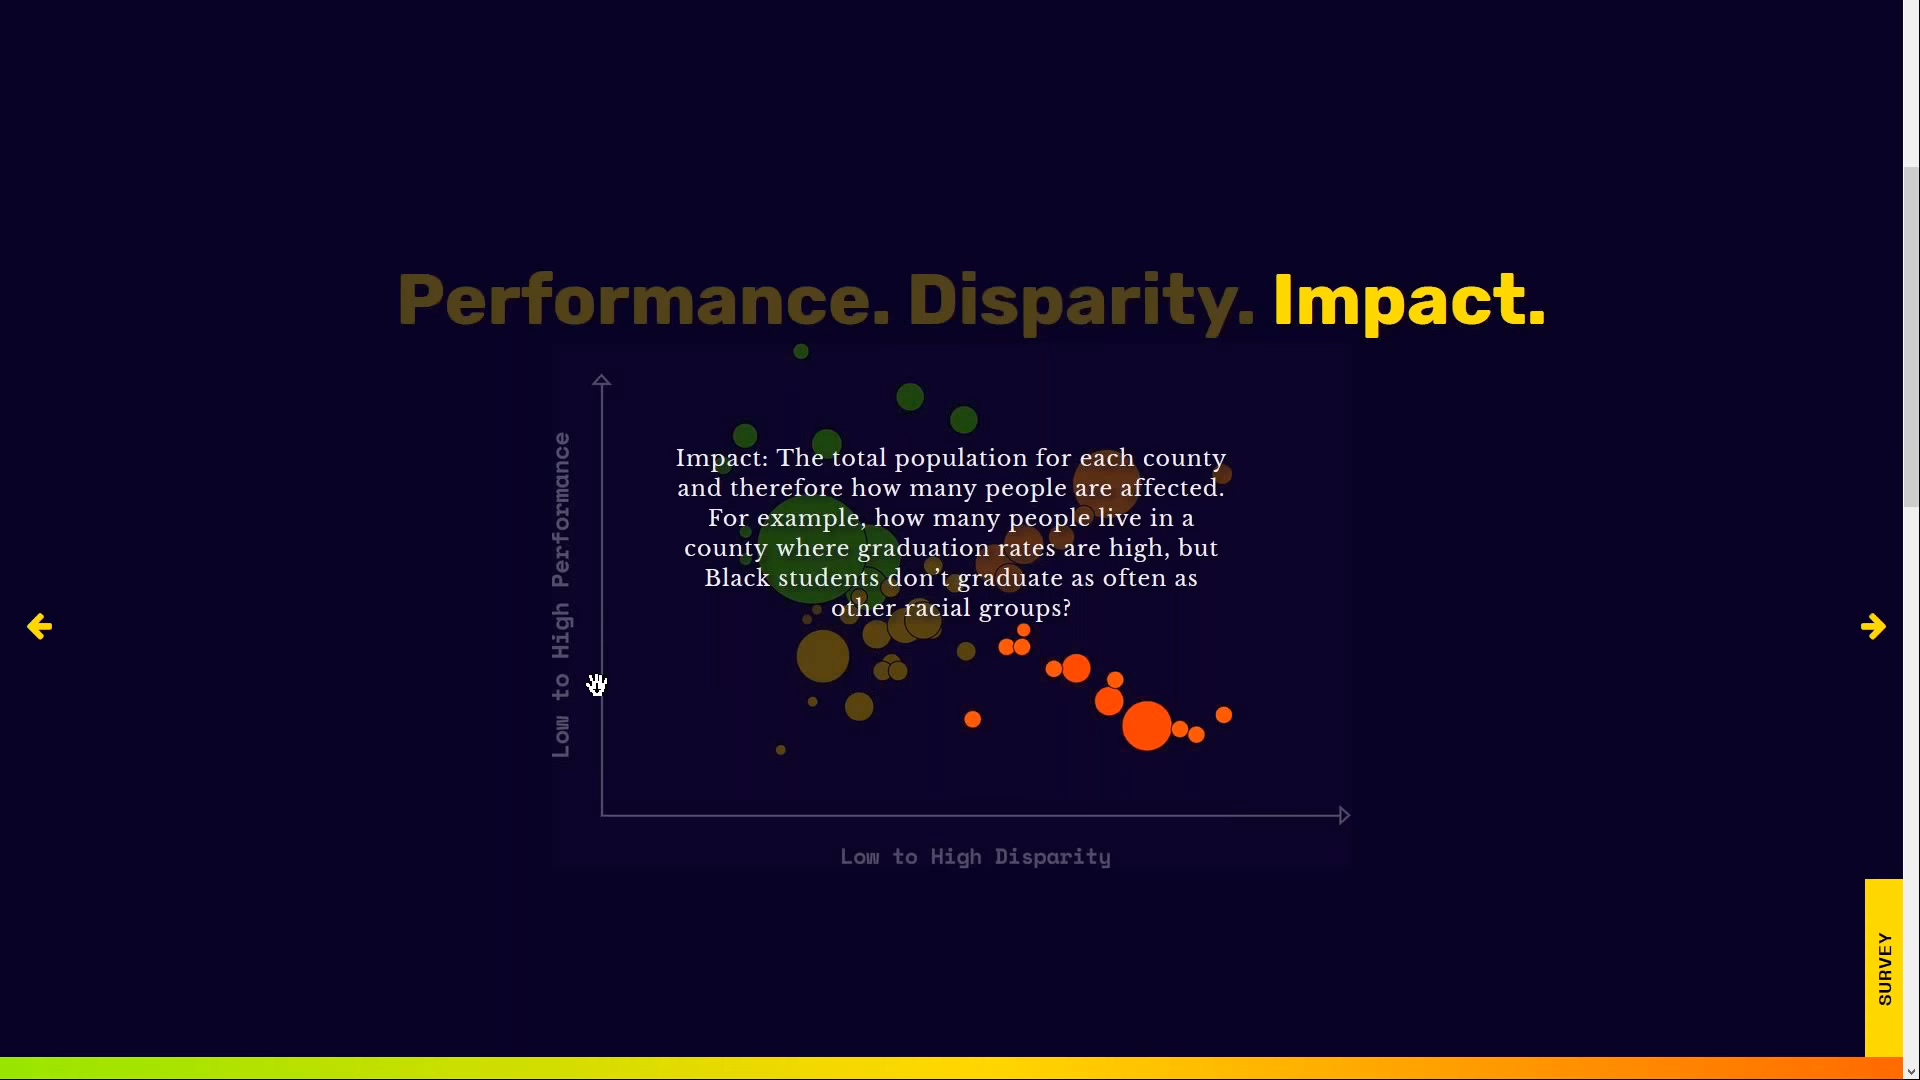 Performance. Disparity. Impact.
Impact: The total population for each county
and therefore how many people are affected.
For example, how many people live in a
county where graduation rates are high, but
Black students don’t graduate as often as
other racial groups?
Low to High Performance
Low to High Disparity
SURVEY